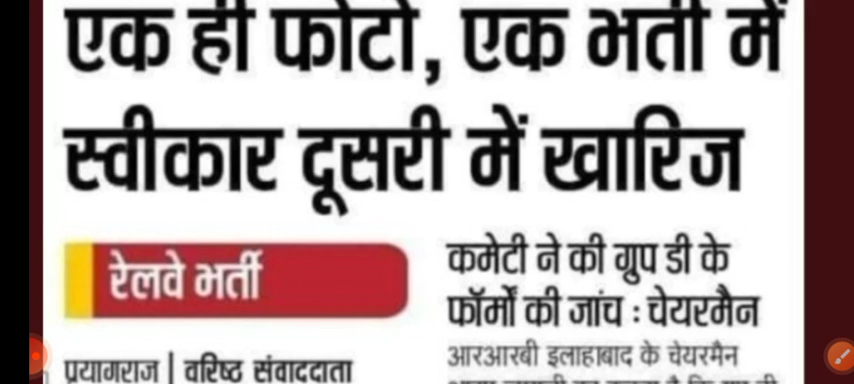 एक ही फोटो, एक भर्ती में
स्वीकार दूसरी में खारिज
रेलवे भर्ती
प्रयागराज | वरिष्ठ संवाददाता
कमेटी ने की ग्रुप डी के
फॉर्मों की जांच : चेयरमैन
आरआरबी इलाहाबाद के चेयरमैन